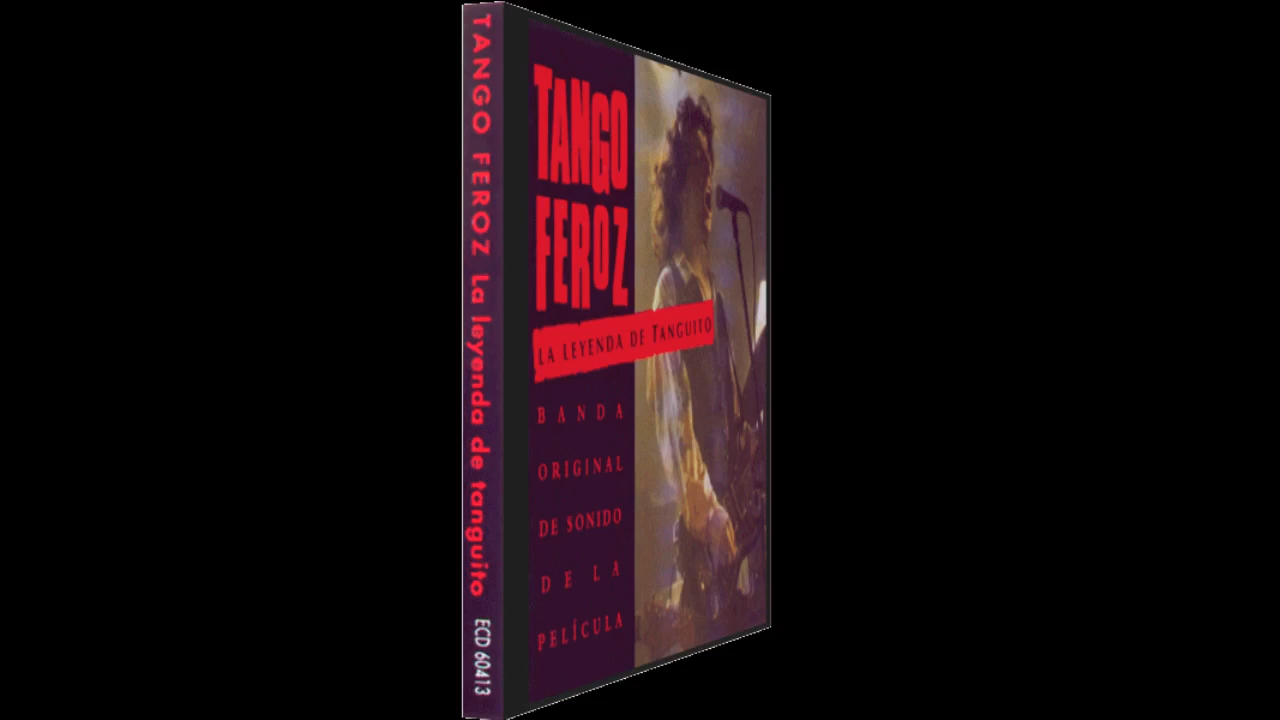 TANGO FEROZ La leyenda de tanguito ECD 60413
TANGO
FEROZ
LA LEYENDA DE TANGUITO
BANDA
ORIGINAL
DE SONIDO
DE LA
PELÍCULA